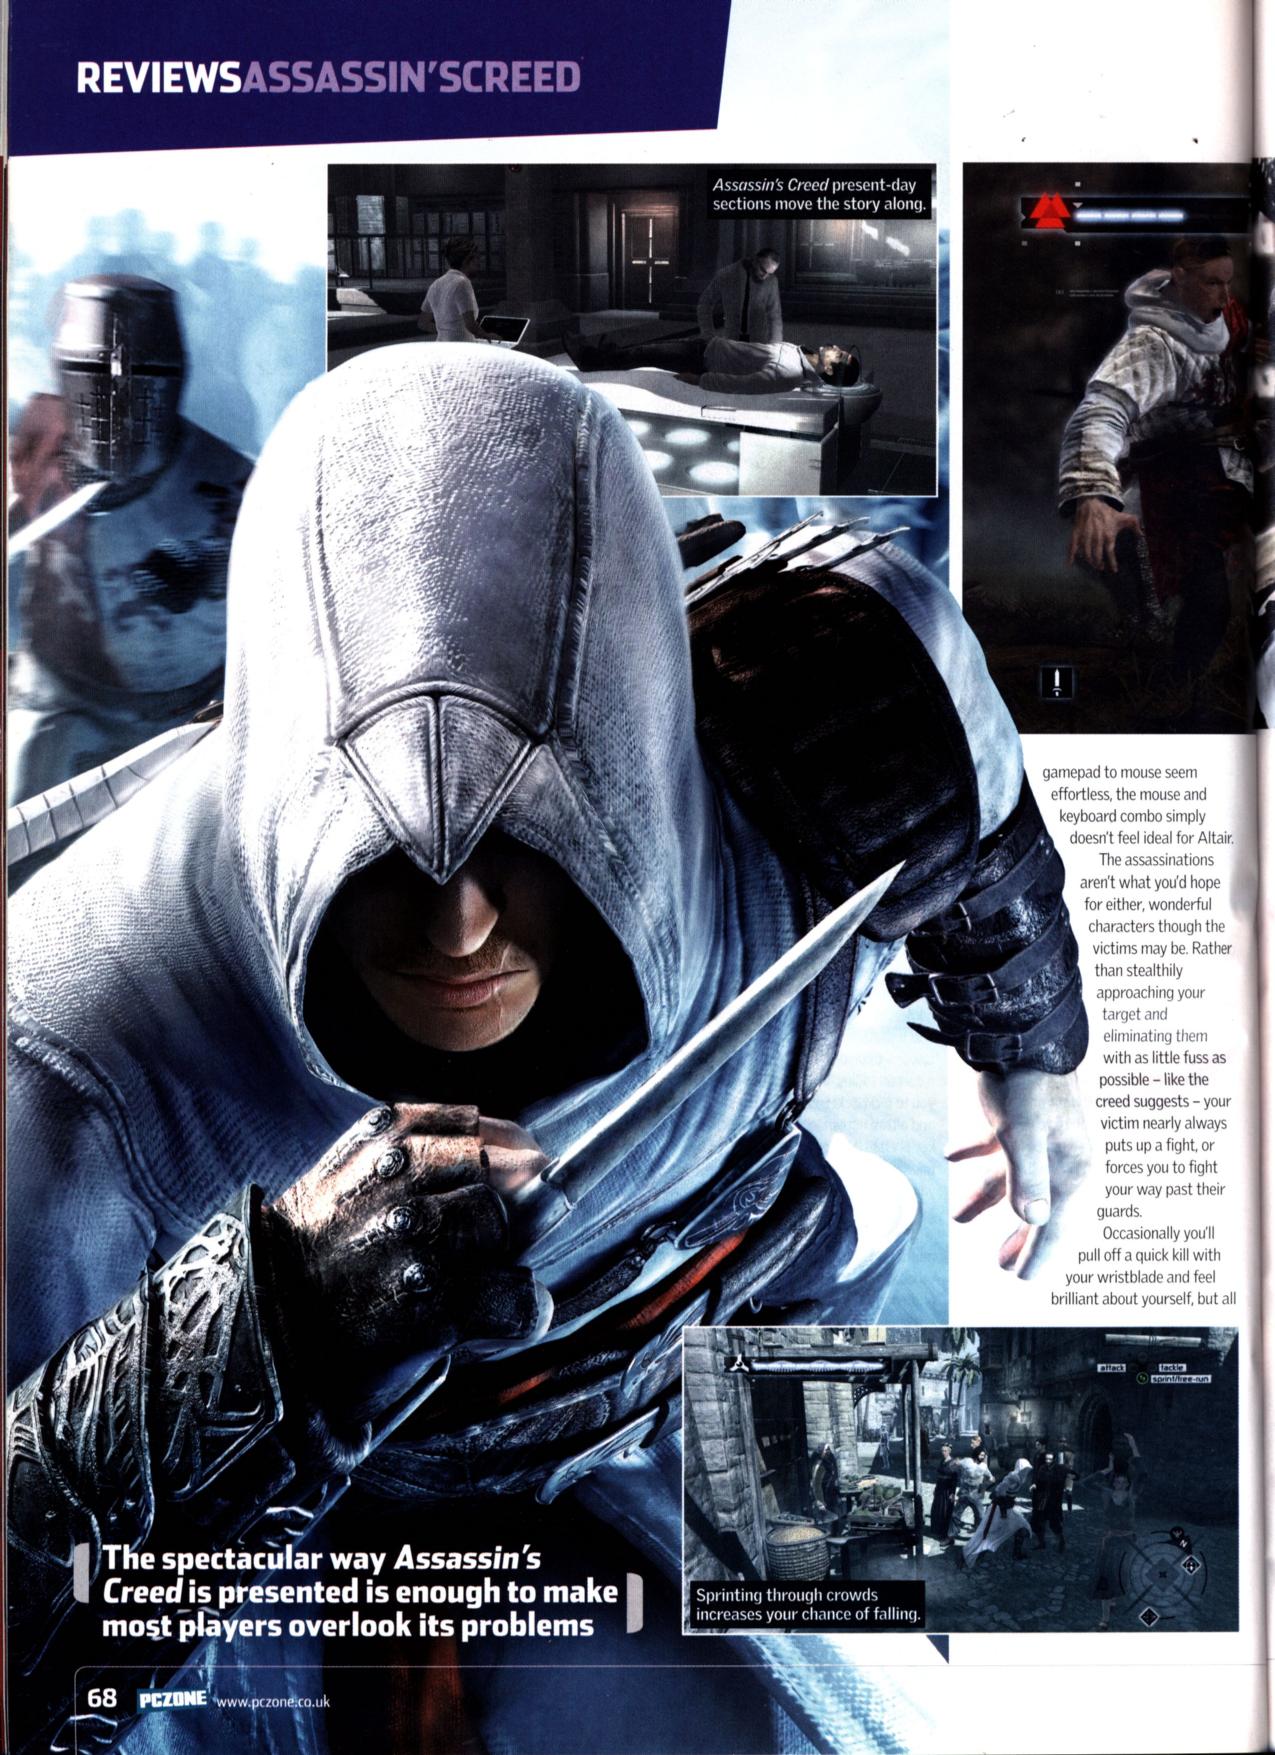 REVIEWSASSASSIN'SCREED
Assassin's Creed present-day
sections move the story along.
gamepad to mouse seem
effortless, the mouse and
keyboard combo simply
doesn't feel ideal for Altair.
The assassinations
aren't what you'd hope
for either, wonderful
characters though the
victims may be. Rather
than stealthily
approaching your
target and
eliminating them
with as little fuss as
possible – like the
creed suggests – your
victim nearly always
puts up a fight, or
forces you to fight
your way past their
guards.
Occasionally you'll
pull off a quick kill with
your wristblade and feel
brilliant about yourself, but all
attack
tackle
sprint/free-run
N
Sprinting through crowds
increases your chance of falling.
The spectacular way Assassin's
Creed is presented is enough to make
most players overlook its problems
68 PCZONE www.pczone.co.uk